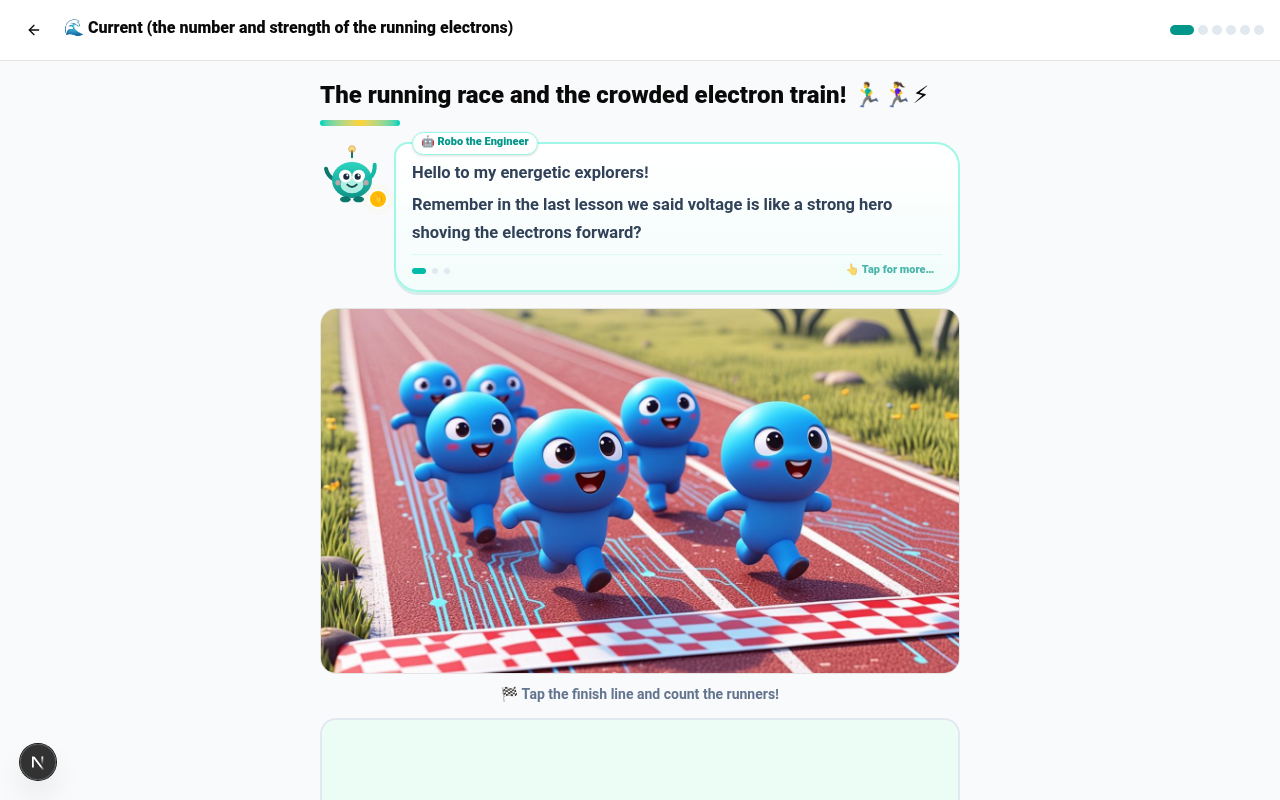 🌊 Current (the number and strength of the running electrons)
The running race and the crowded electron train! 🏃‍♂️🏃‍♀️⚡
🤖 Robo the Engineer
Hello to my energetic explorers!
Remember in the last lesson we said voltage is like a strong hero
shoving the electrons forward?
👆 Tap for more...
🏁 Tap the finish line and count the runners!
N